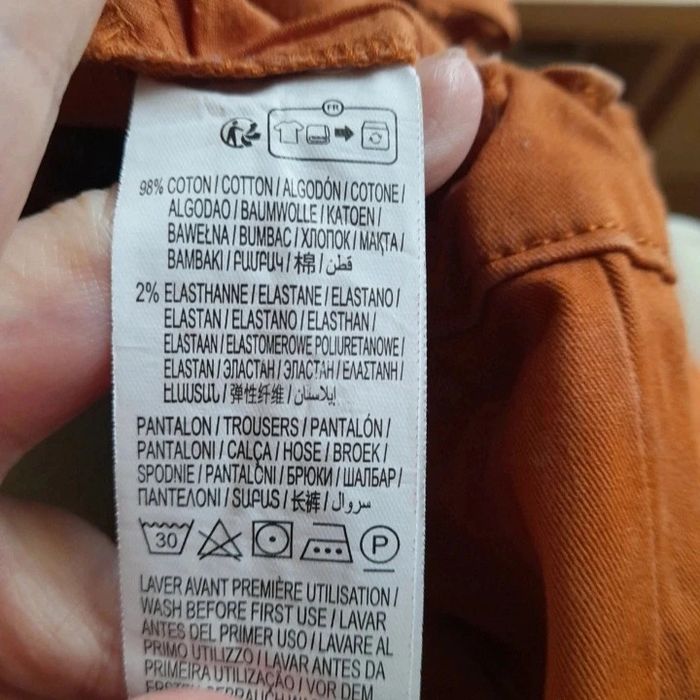 FR
98% COTON / COTTON / ALGODÓN / COTONE /
ALGODAO / BAUMWOLLE / KATOEN /
BAWEŁNA / BUMBAC / ХЛОПОК / МАҚТА /
BAMBAKI / ԲԱՄԲԱԿ / 棉 / قطن
2% ELASTHANNE / ELASTANE / ELASTANO /
ELASTAN / ELASTANO / ELASTHAN /
ELASTAAN / ELASTOMEROWE POLIURETANOWE /
ELASTAN / ЭЛАСТАН / ЭЛАСТАН / ΕΛΑΣΤΑΝΗ /
ԷԼԱՍՏԱՆ / 弹性纤维 / إيلاستان
PANTALON / TROUSERS / PANTALÓN /
PANTALONI / CALÇA / HOSE / BROEK /
SPODNIE / PANTALONI / БРЮКИ / ШАЛБАР /
ΠΑΝΤΕΛΟΝΙ / ՏԱԲԱՏ / 长裤 / سروال
30 P
LAVER AVANT PREMIÈRE UTILISATION /
WASH BEFORE FIRST USE / LAVAR
ANTES DEL PRIMER USO / LAVARE AL
PRIMO UTILIZZO / LAVAR ANTES DA
PRIMEIRA UTILIZAÇÃO / VOR DEM